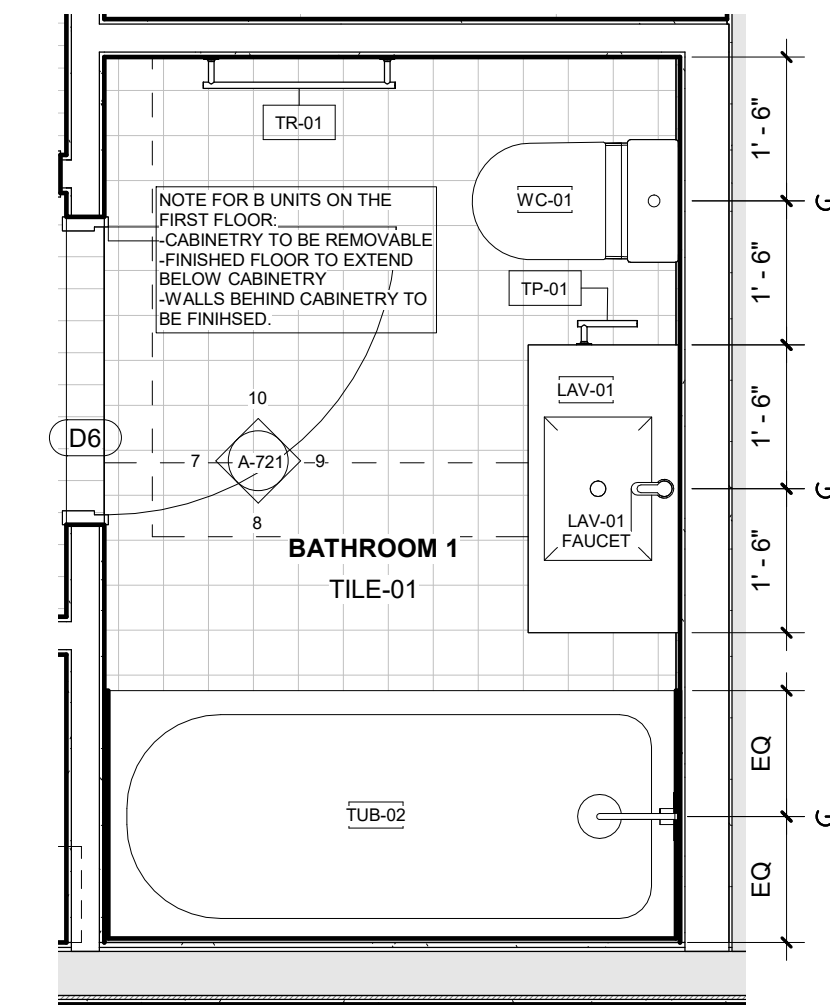 TR-01
1' - 6"
WC-01
NOTE FOR B UNITS ON THE
FIRST FLOOR:
-CABINETRY TO BE REMOVABLE
-FINISHED FLOOR TO EXTEND
BELOW CABINETRY
-WALLS BEHIND CABINETRY TO
BE FINIHSED.
1' - 6"
TP-01
LAV-01
1' - 6"
10
D6
7
A-721
9
8
LAV-01
FAUCET
1' - 6"
BATHROOM 1
TILE-01
EQ
TUB-02
EQ